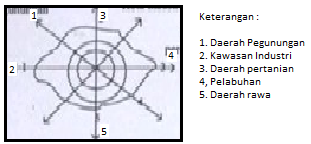 1
3
2
4
5
Keterangan :
1. Daerah Pegunungan
2. Kawasan Industri
3. Daerah pertanian
4, Pelabuhan
5. Daerah rawa